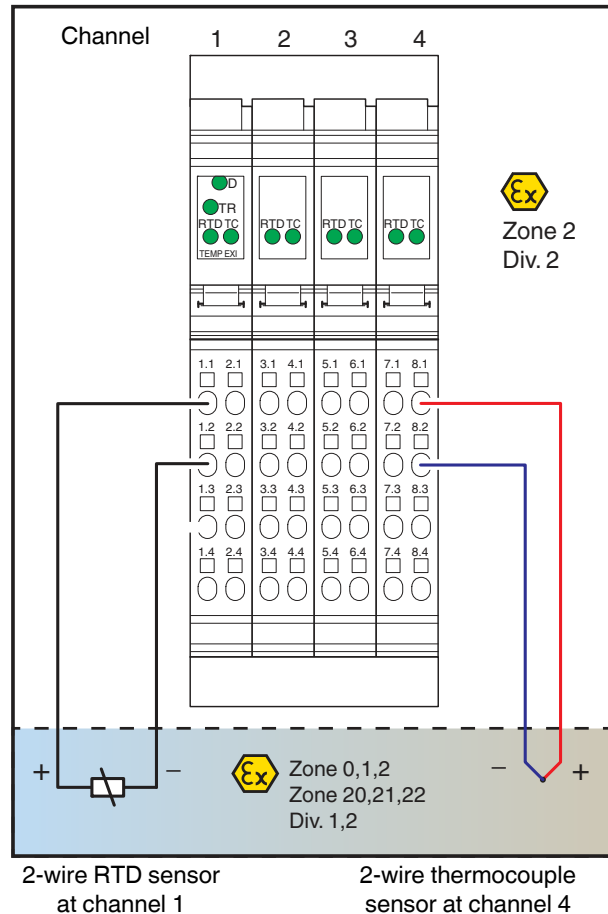 Channel 1 2 3 4
D
TR
RTD TC RTD TC RTD TC RTD TC
TEMP EXI
Ex
Zone 2
Div. 2
1.1 2.1 3.1 4.1 5.1 6.1 7.1 8.1
1.2 2.2 3.2 4.2 5.2 6.2 7.2 8.2
1.3 2.3 3.3 4.3 5.3 6.3 7.3 8.3
1.4 2.4 3.4 4.4 5.4 6.4 7.4 8.4
+ − Ex Zone 0,1,2 − +
Zone 20,21,22
Div. 1,2
2-wire RTD sensor
at channel 1
2-wire thermocouple
sensor at channel 4